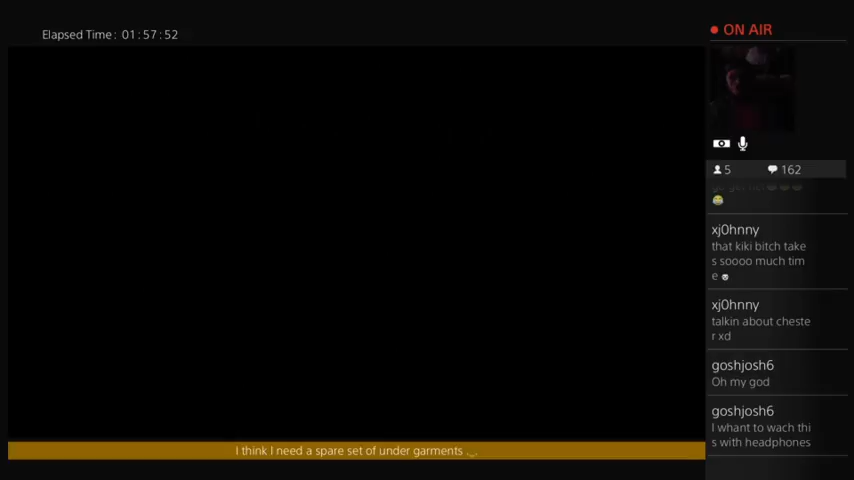 Elapsed Time: 01:57:52
ON AIR
5 162
😂
xj0hnny
that kiki bitch take
s soooo much tim
e
xj0hnny
talkin about cheste
r xd
goshjosh6
Oh my god
goshjosh6
I whant to wach thi
s with headphones
I think I need a spare set of under garments